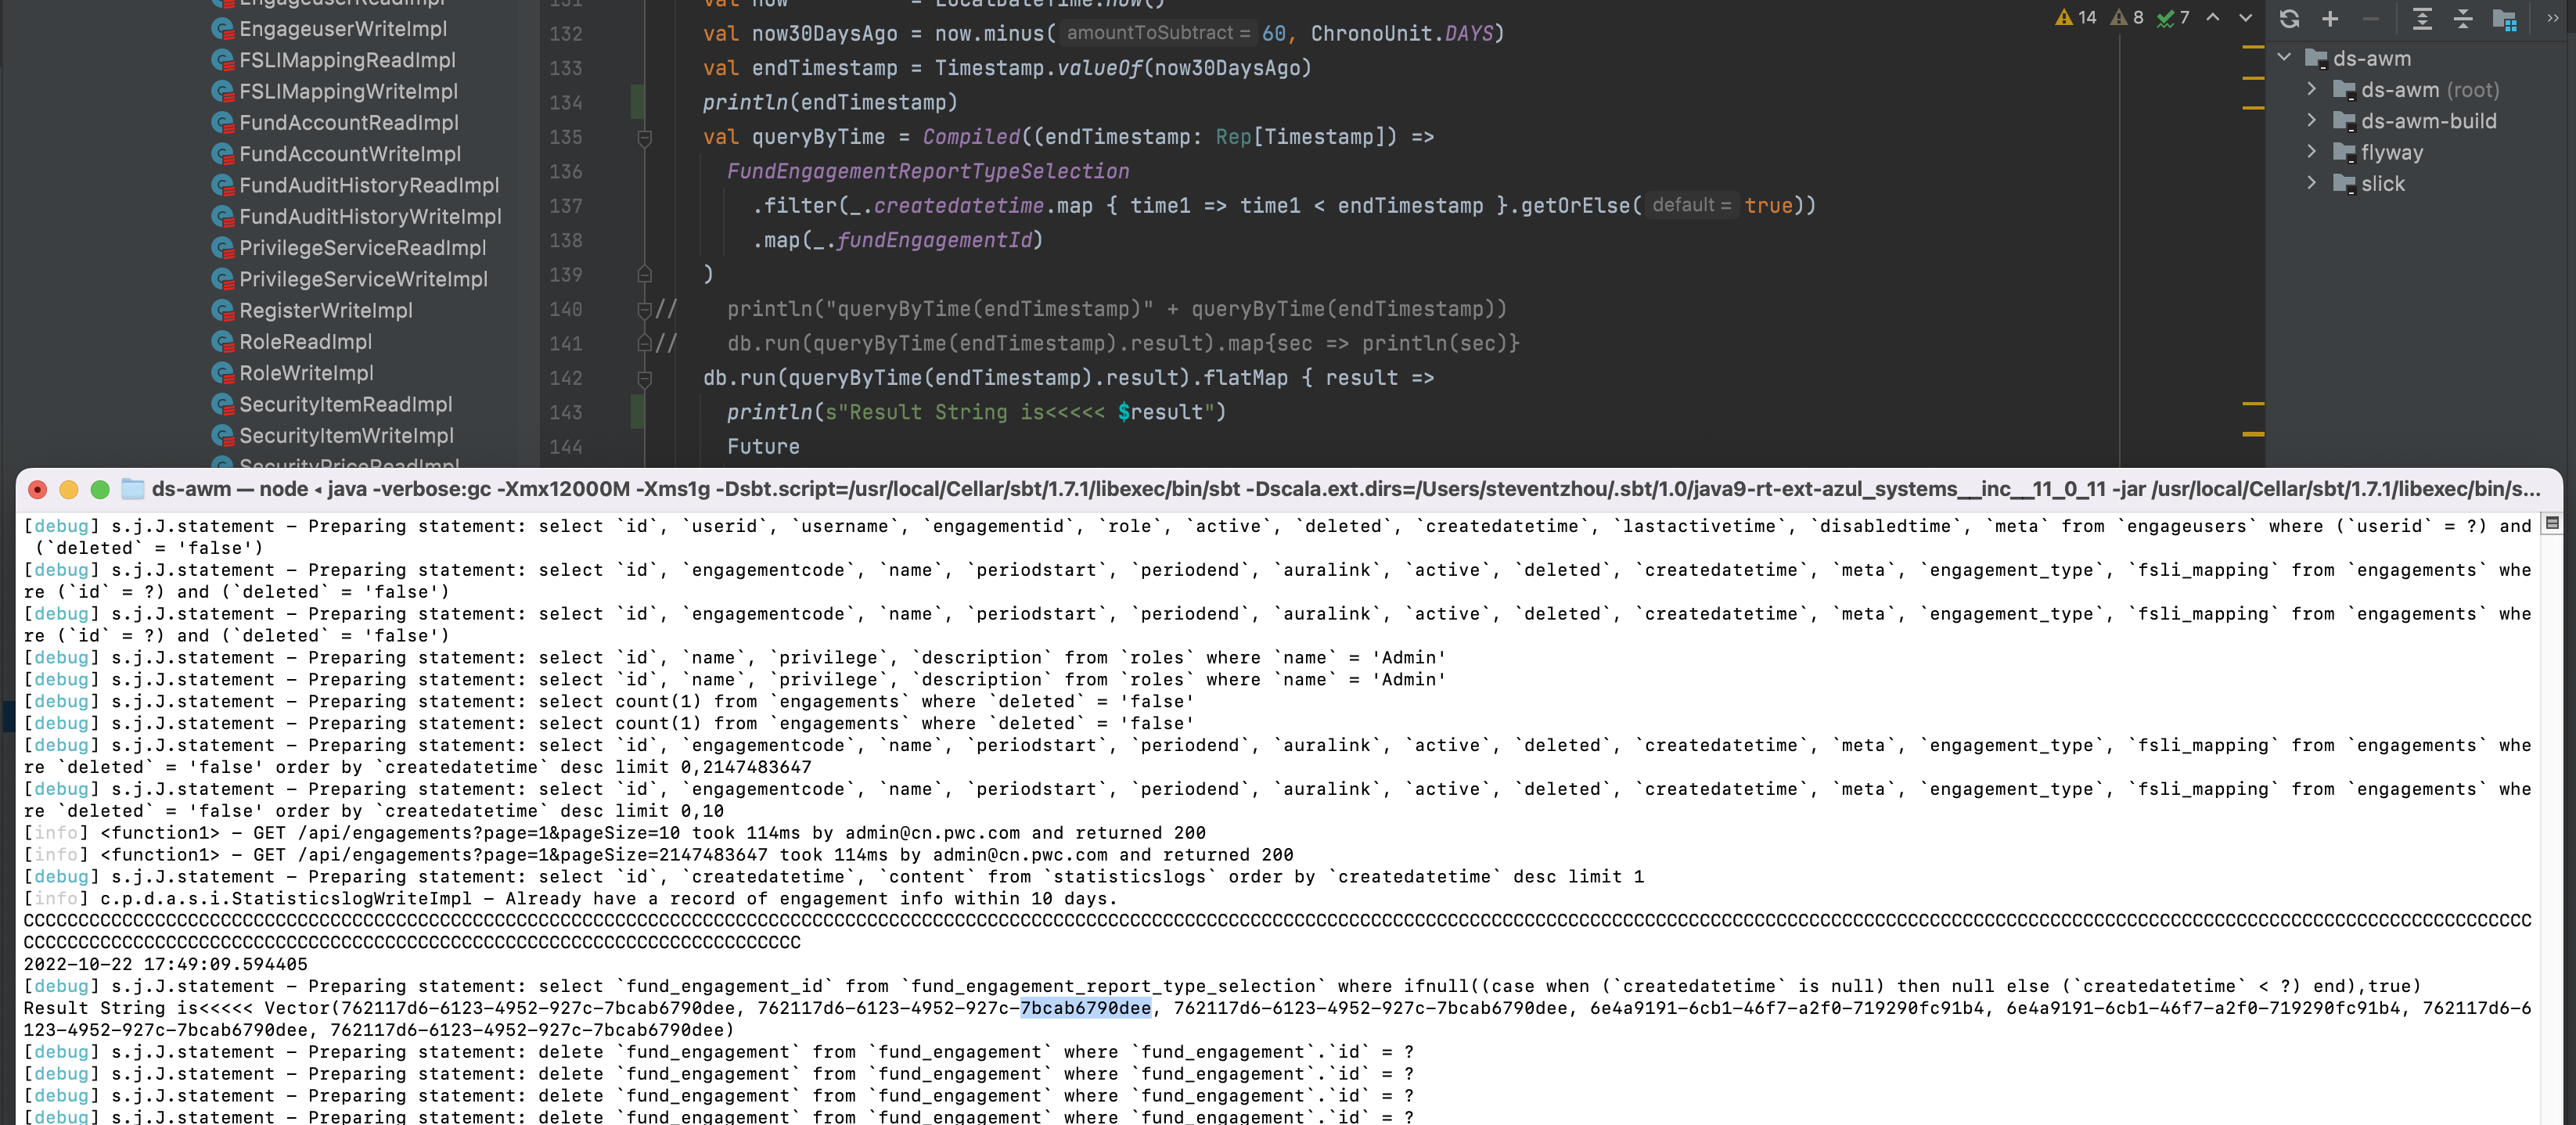 EngageuserReadImpl
EngageuserWriteImpl
FSLIMappingReadImpl
FSLIMappingWriteImpl
FundAccountReadImpl
FundAccountWriteImpl
FundAuditHistoryReadImpl
FundAuditHistoryWriteImpl
PrivilegeServiceReadImpl
PrivilegeServiceWriteImpl
RegisterWriteImpl
RoleReadImpl
RoleWriteImpl
SecurityItemReadImpl
SecurityItemWriteImpl
SecurityPriceReadImpl
131 val now = LocalDateTime.now()
132 val now30DaysAgo = now.minus( amountToSubtract = 60, ChronoUnit.DAYS)
133 val endTimestamp = Timestamp.valueOf(now30DaysAgo)
134 println(endTimestamp)
135 val queryByTime = Compiled((endTimestamp: Rep[Timestamp]) =>
136 FundEngagementReportTypeSelection
137 .filter(_.createdatetime.map { time1 => time1 < endTimestamp }.getOrElse( default = true))
138 .map(_.fundEngagementId)
139 )
140 // println("queryByTime(endTimestamp)" + queryByTime(endTimestamp))
141 // db.run(queryByTime(endTimestamp).result).map{sec => println(sec)}
142 db.run(queryByTime(endTimestamp).result).flatMap { result =>
143 println(s"Result String is<<<<< $result")
144 Future
14 8 7
ds-awm
ds-awm (root)
ds-awm-build
flyway
slick
ds-awm — node ◂ java -verbose:gc -Xmx12000M -Xms1g -Dsbt.script=/usr/local/Cellar/sbt/1.7.1/libexec/bin/sbt -Dscala.ext.dirs=/Users/steventzhou/.sbt/1.0/java9-rt-ext-azul_systems__inc__11_0_11 -jar /usr/local/Cellar/sbt/1.7.1/libexec/bin/s...
[debug] s.j.J.statement - Preparing statement: select `id`, `userid`, `username`, `engagementid`, `role`, `active`, `deleted`, `createdatetime`, `lastactivetime`, `disabledtime`, `meta` from `engageusers` where (`userid` = ?) and
(`deleted` = 'false')
[debug] s.j.J.statement - Preparing statement: select `id`, `engagementcode`, `name`, `periodstart`, `periodend`, `auralink`, `active`, `deleted`, `createdatetime`, `meta`, `engagement_type`, `fsli_mapping` from `engagements` whe
re (`id` = ?) and (`deleted` = 'false')
[debug] s.j.J.statement - Preparing statement: select `id`, `engagementcode`, `name`, `periodstart`, `periodend`, `auralink`, `active`, `deleted`, `createdatetime`, `meta`, `engagement_type`, `fsli_mapping` from `engagements` whe
re (`id` = ?) and (`deleted` = 'false')
[debug] s.j.J.statement - Preparing statement: select `id`, `name`, `privilege`, `description` from `roles` where `name` = 'Admin'
[debug] s.j.J.statement - Preparing statement: select `id`, `name`, `privilege`, `description` from `roles` where `name` = 'Admin'
[debug] s.j.J.statement - Preparing statement: select count(1) from `engagements` where `deleted` = 'false'
[debug] s.j.J.statement - Preparing statement: select count(1) from `engagements` where `deleted` = 'false'
[debug] s.j.J.statement - Preparing statement: select `id`, `engagementcode`, `name`, `periodstart`, `periodend`, `auralink`, `active`, `deleted`, `createdatetime`, `meta`, `engagement_type`, `fsli_mapping` from `engagements` whe
re `deleted` = 'false' order by `createdatetime` desc limit 0,2147483647
[debug] s.j.J.statement - Preparing statement: select `id`, `engagementcode`, `name`, `periodstart`, `periodend`, `auralink`, `active`, `deleted`, `createdatetime`, `meta`, `engagement_type`, `fsli_mapping` from `engagements` whe
re `deleted` = 'false' order by `createdatetime` desc limit 0,10
[info] <function1> - GET /api/engagements?page=1&pageSize=10 took 114ms by admin@cn.pwc.com and returned 200
[info] <function1> - GET /api/engagements?page=1&pageSize=2147483647 took 114ms by admin@cn.pwc.com and returned 200
[debug] s.j.J.statement - Preparing statement: select `id`, `createdatetime`, `content` from `statisticslogs` order by `createdatetime` desc limit 1
[info] c.p.d.a.s.i.StatisticslogWriteImpl - Already have a record of engagement info within 10 days.
2022-10-22 17:49:09.594405
[debug] s.j.J.statement - Preparing statement: select `fund_engagement_id` from `fund_engagement_report_type_selection` where ifnull((case when (`createdatetime` is null) then null else (`createdatetime` < ?) end),true)
Result String is<<<<< Vector(762117d6-6123-4952-927c-7bcab6790dee, 762117d6-6123-4952-927c-7bcab6790dee, 762117d6-6123-4952-927c-7bcab6790dee, 6e4a9191-6cb1-46f7-a2f0-719290fc91b4, 6e4a9191-6cb1-46f7-a2f0-719290fc91b4, 762117d6-6
123-4952-927c-7bcab6790dee, 762117d6-6123-4952-927c-7bcab6790dee)
[debug] s.j.J.statement - Preparing statement: delete `fund_engagement` from `fund_engagement` where `fund_engagement`.`id` = ?
[debug] s.j.J.statement - Preparing statement: delete `fund_engagement` from `fund_engagement` where `fund_engagement`.`id` = ?
[debug] s.j.J.statement - Preparing statement: delete `fund_engagement` from `fund_engagement` where `fund_engagement`.`id` = ?
[debug] s.j.J.statement - Preparing statement: delete `fund_engagement` from `fund_engagement` where `fund_engagement`.`id` = ?